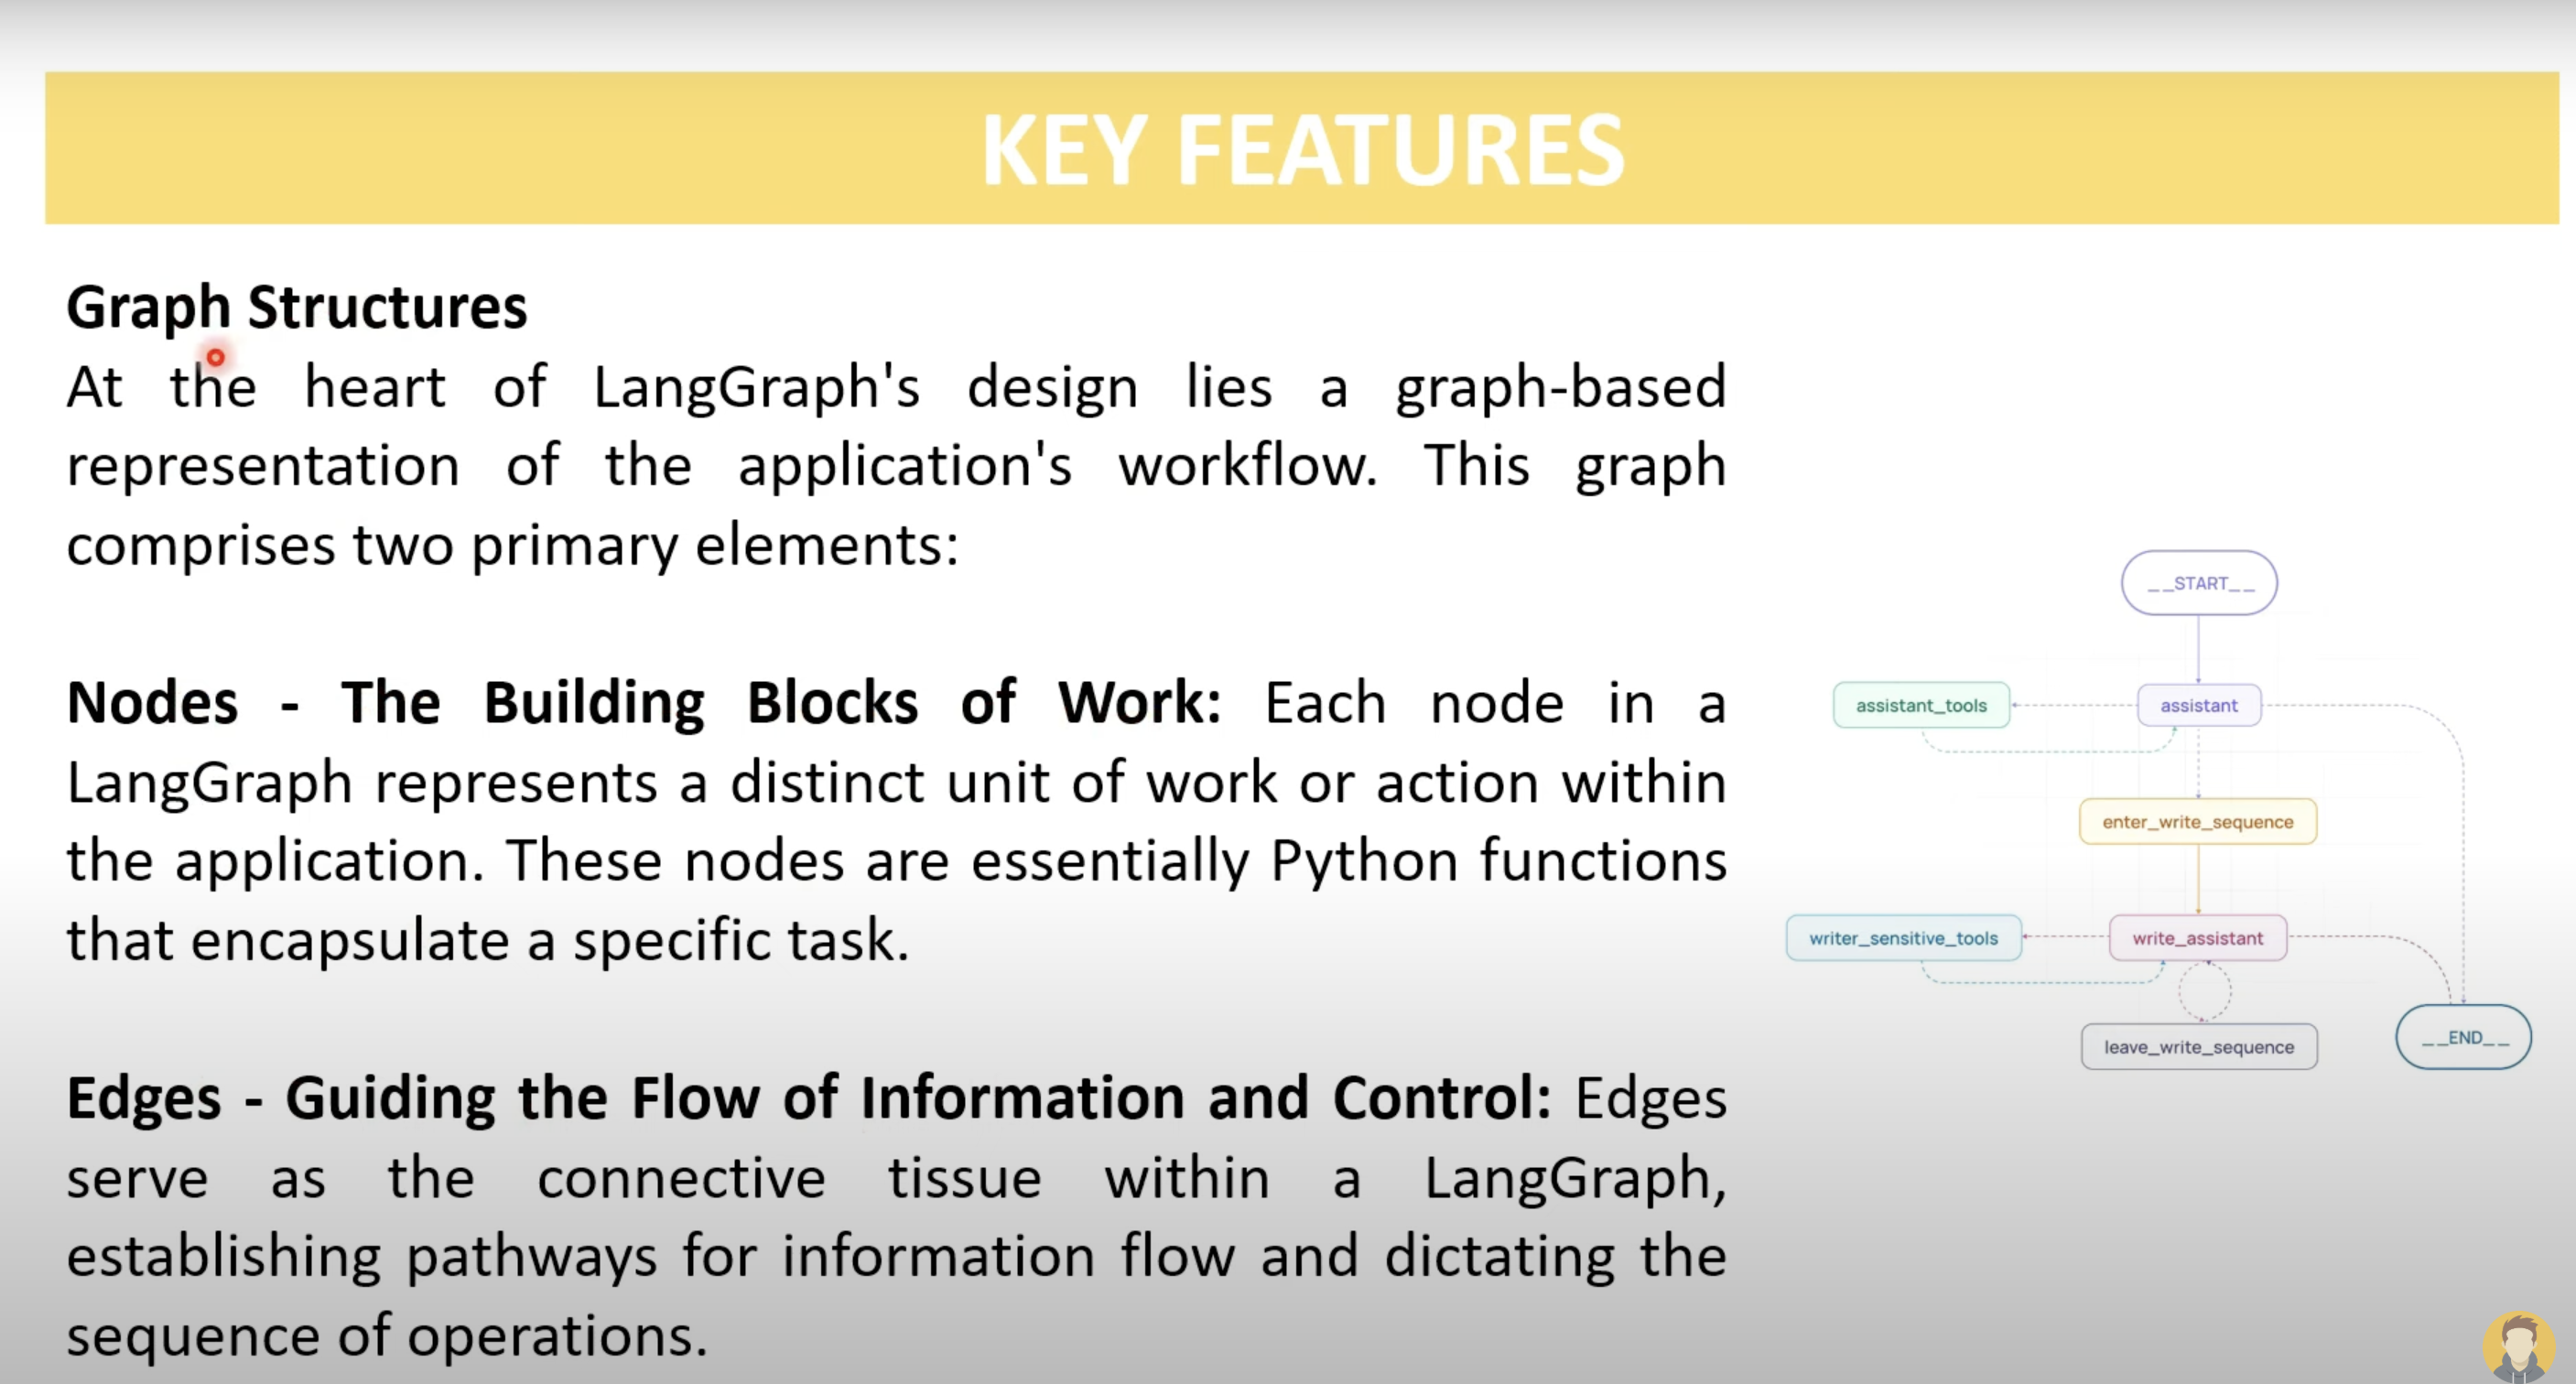 KEY FEATURES
Graph Structures
At the heart of LangGraph's design lies a graph-based
representation of the application's workflow. This graph
comprises two primary elements:
Nodes - The Building Blocks of Work: Each node in a
LangGraph represents a distinct unit of work or action within
the application. These nodes are essentially Python functions
that encapsulate a specific task.
Edges - Guiding the Flow of Information and Control: Edges
serve as the connective tissue within a LangGraph,
establishing pathways for information flow and dictating the
sequence of operations.
__START__
assistant_tools
assistant
enter_write_sequence
writer_sensitive_tools
write_assistant
leave_write_sequence
__END__